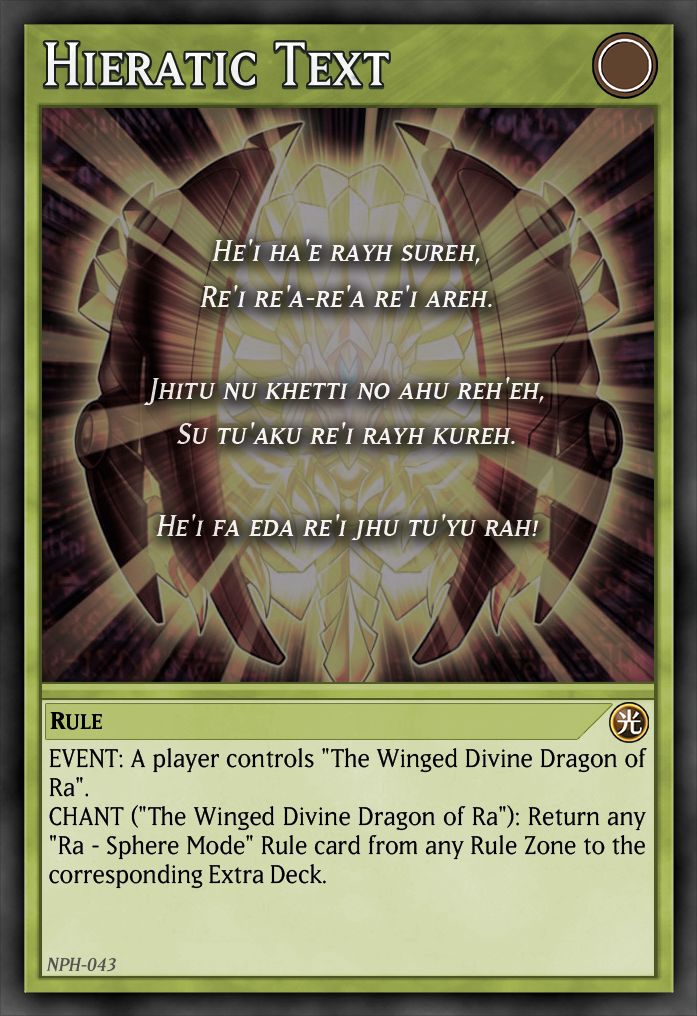 Hieratic Text
He'i ha'e rayh sureh,
Re'i re'a-re'a re'i areh.
Jhitu nu khetti no ahu reh'eh,
Su tu'aku re'i rayh kureh.
He'i fa eda re'i jhu tu'yu rah!
Rule
光
EVENT: A player controls "The Winged Divine Dragon of
Ra".
CHANT ("The Winged Divine Dragon of Ra"): Return any
"Ra - Sphere Mode" Rule card from any Rule Zone to the
corresponding Extra Deck.
NPH-043